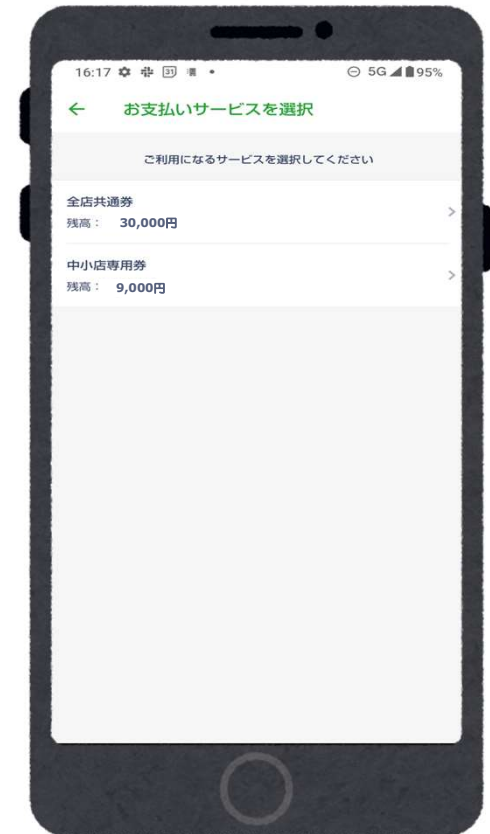 16:17 31 5G 95%
お支払いサービスを選択
ご利用になるサービスを選択してください
全店共通券
残高： 30,000円
中小店専用券
残高： 9,000円